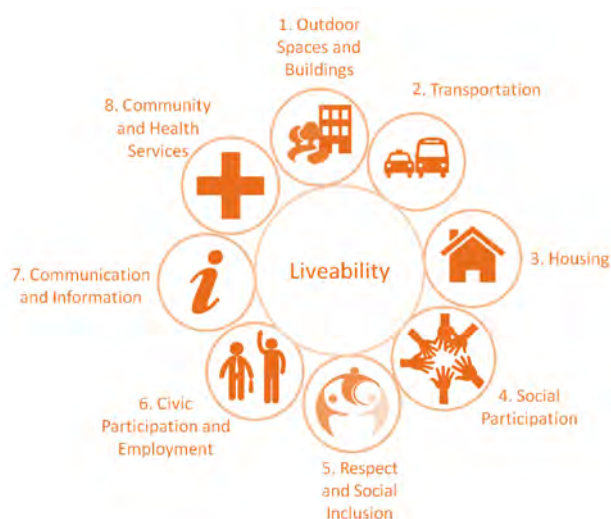 1. Outdoor
Spaces and
Buildings
2. Transportation
3. Housing
4. Social
Participation
5. Respect
and Social
Inclusion
6. Civic
Participation and
Employment
7. Communication
and Information
8. Community
and Health
Services
Liveability